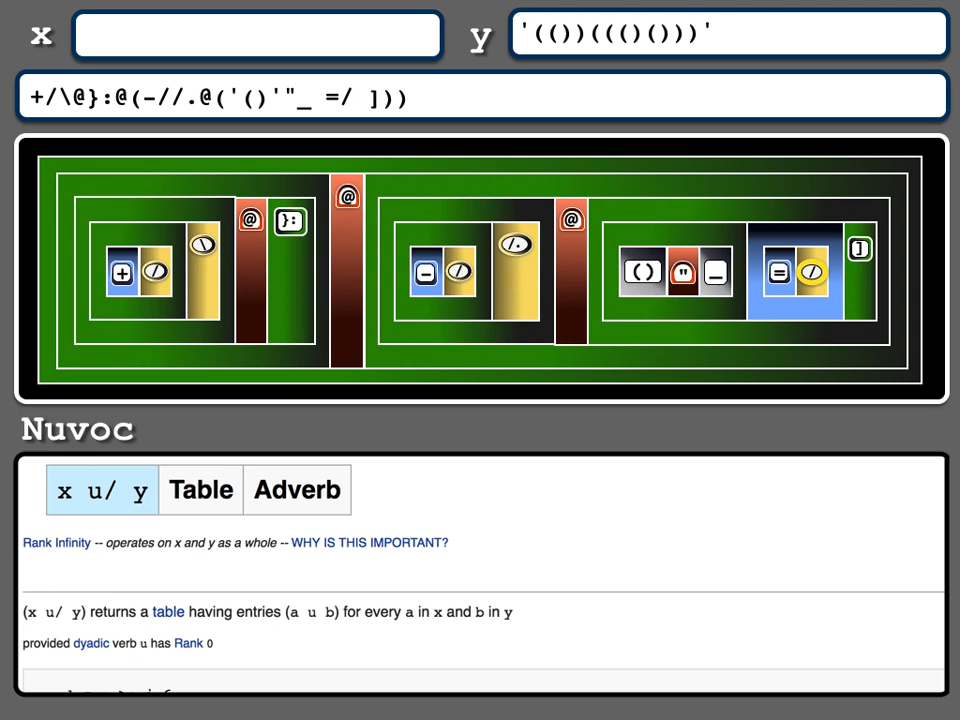 x
y '(())((()()))'
+/\@}:@(-//.@('()'"_ =/ ]))
+ / \ @ }: @ - / /. @ () " _ = / ]
Nuvoc
x u/ y Table Adverb
Rank Infinity -- operates on x and y as a whole -- WHY IS THIS IMPORTANT?
(x u/ y) returns a table having entries (a u b) for every a in x and b in y
provided dyadic verb u has Rank 0